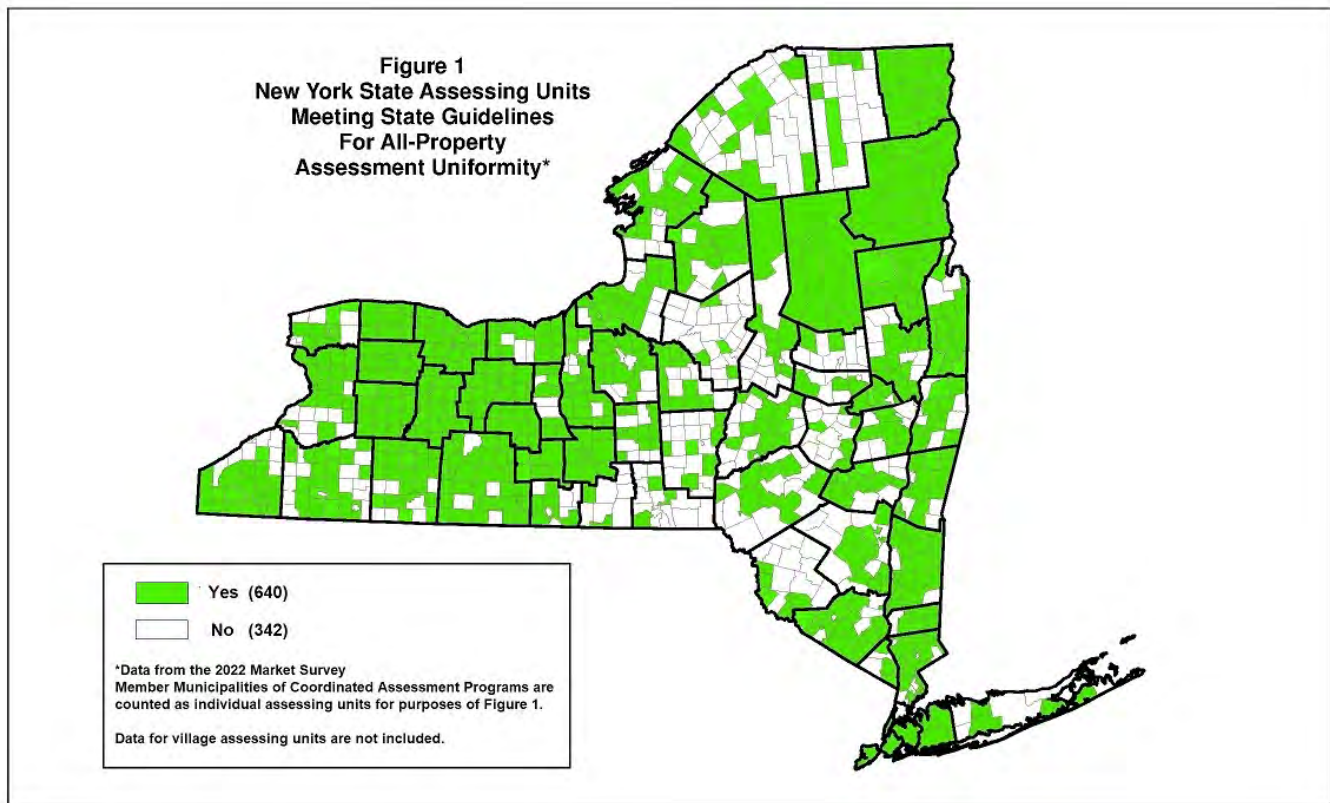 Figure 1
New York State Assessing Units
Meeting State Guidelines
For All-Property
Assessment Uniformity*
Yes (640)
No (342)
*Data from the 2022 Market Survey
Member Municipalities of Coordinated Assessment Programs are
counted as individual assessing units for purposes of Figure 1.
Data for village assessing units are not included.